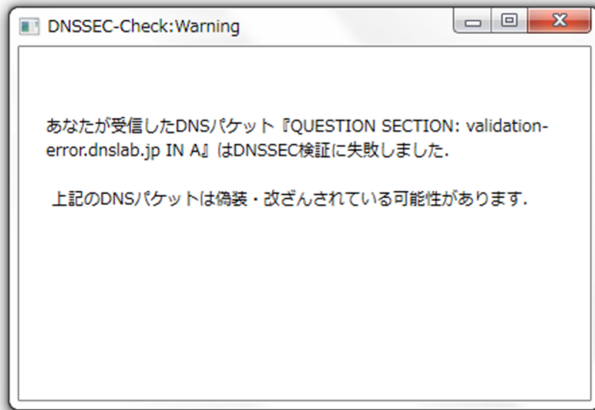 DNSSEC-Check:Warning
あなたが受信したDNSパケット『QUESTION SECTION: validation-
error.dnslab.jp IN A』はDNSSEC検証に失敗しました.
上記のDNSパケットは偽装・改ざんされている可能性があります.